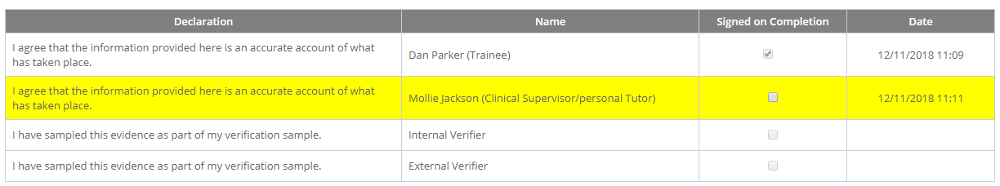 Declaration Name Signed on Completion Date
I agree that the information provided here is an accurate account of what
has taken place.
Dan Parker (Trainee) 12/11/2018 11:09
I agree that the information provided here is an accurate account of what
has taken place.
Mollie Jackson (Clinical Supervisor/personal Tutor) 12/11/2018 11:11
I have sampled this evidence as part of my verification sample. Internal Verifier
I have sampled this evidence as part of my verification sample. External Verifier